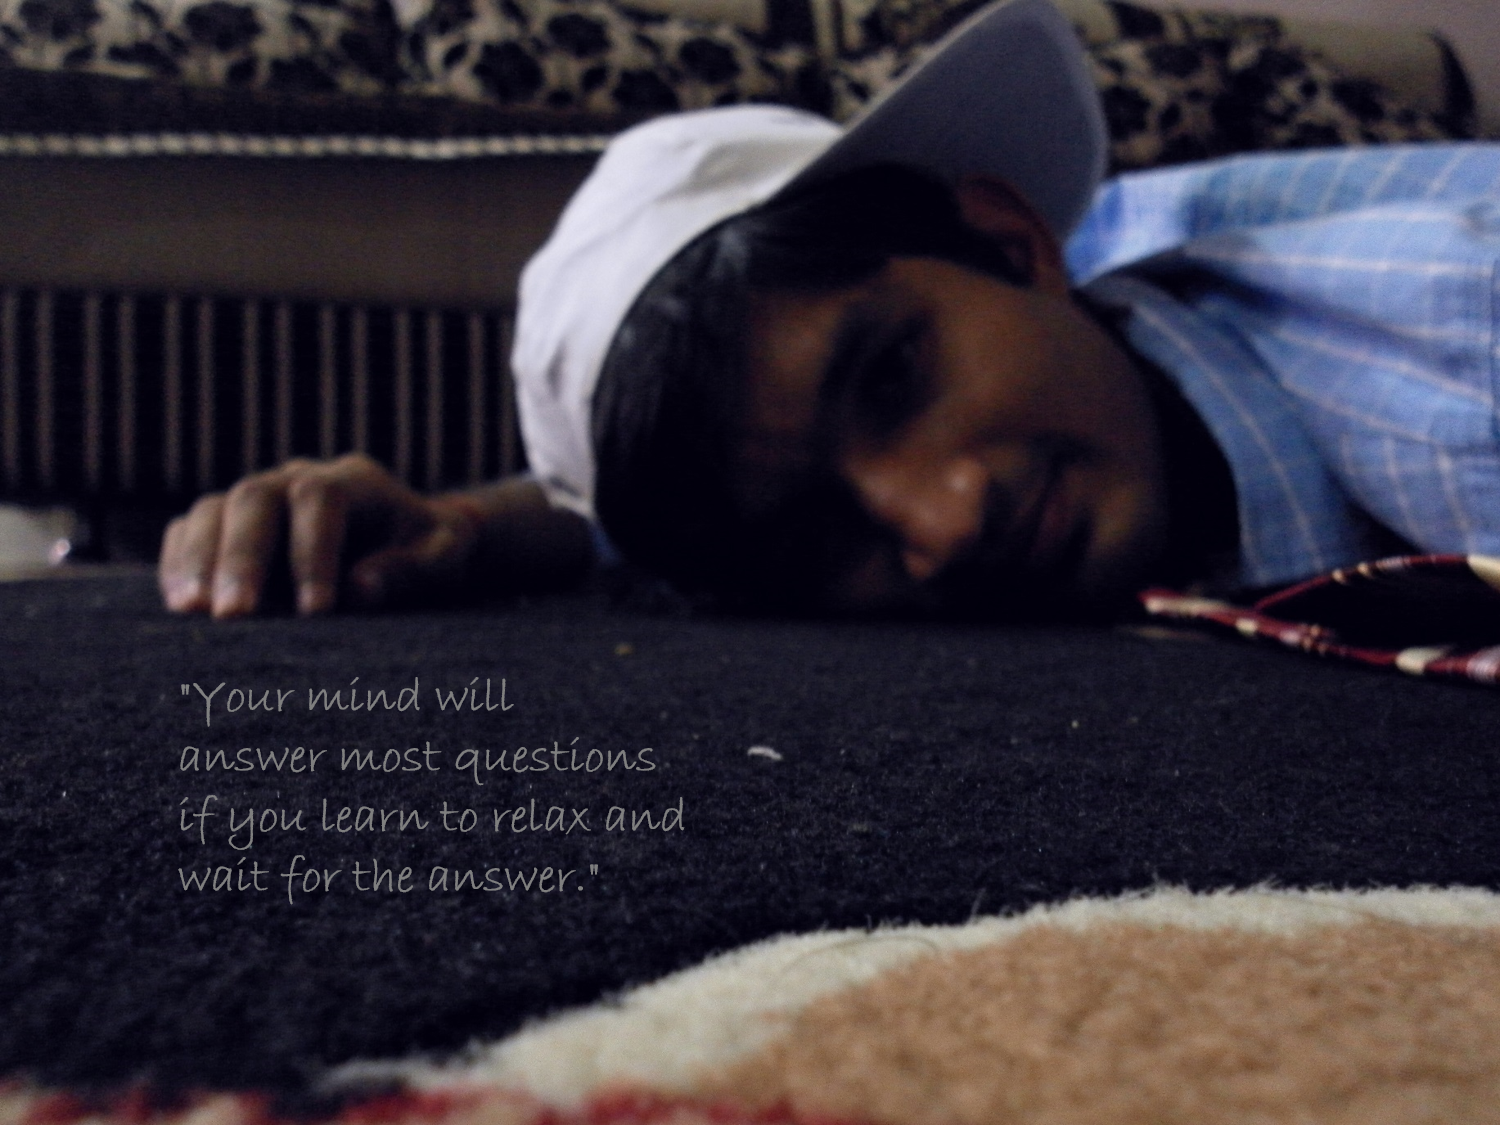 "Your mind will
answer most questions
if you learn to relax and
wait for the answer."